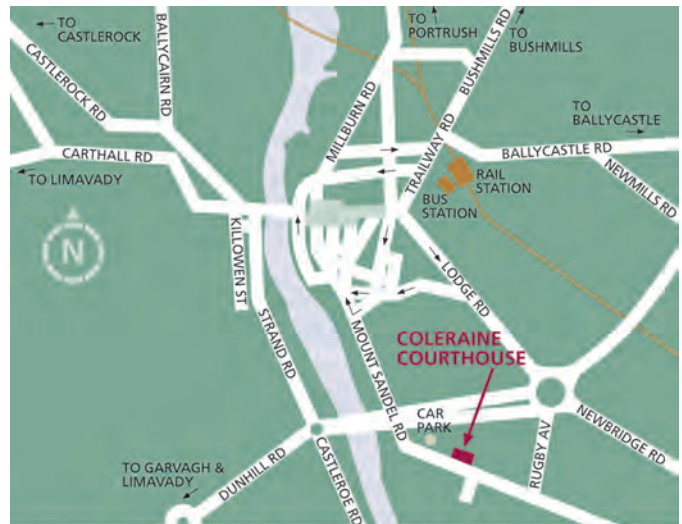 TO
CASTLEROCK
BALLYCAIRN RD
TO
PORTRUSH
BUSHMILLS RD
TO
BUSHMILLS
CASTLEROCK RD
MILLBURN RD
TO
BALLYCASTLE
CARTHALL RD
TRAILWAY RD
BALLYCASTLE RD
TO LIMAVADY
RAIL
STATION
BUS
STATION
NEWMILLS RD
KILLOWEN ST
N
LODGE RD
STRAND RD
MOUNT SANDEL RD
COLERAINE
COURTHOUSE
CAR
PARK
NEWBRIDGE RD
RUGBY AV
TO GARVAGH &
LIMAVADY
DUNHILL RD
CASTLEROE RD